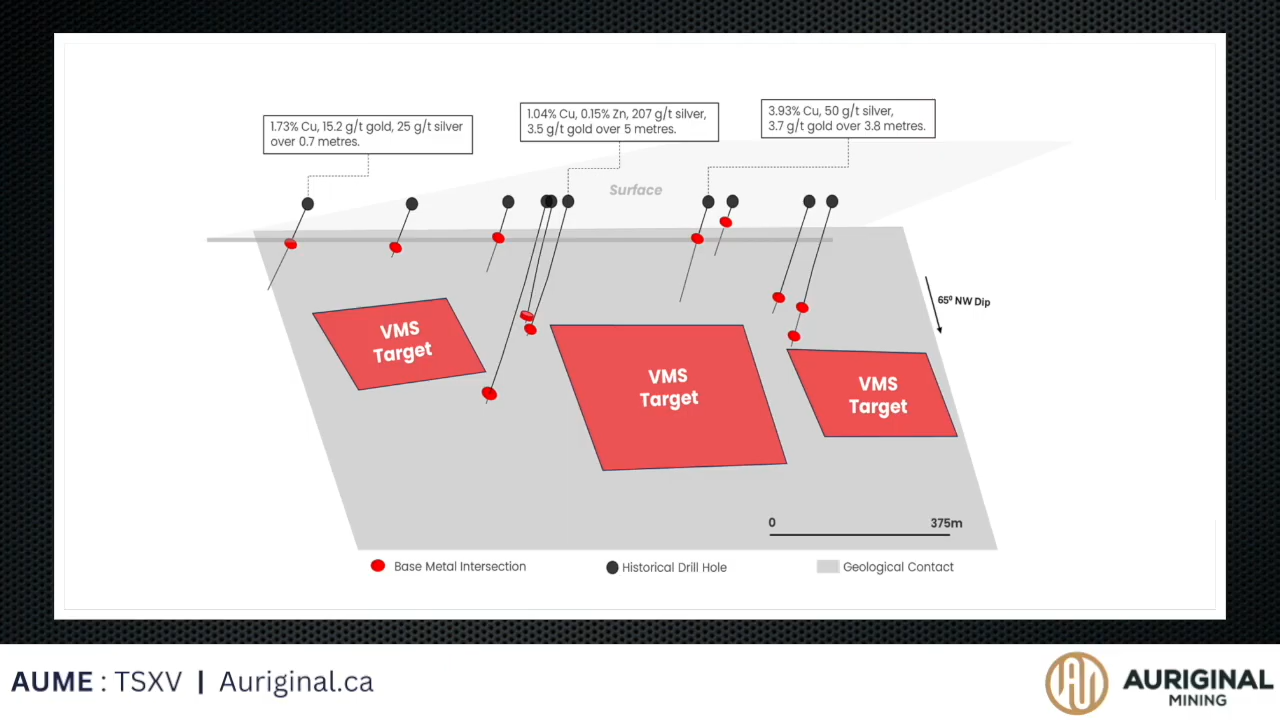 1.73% Cu, 15.2 g/t gold, 25 g/t silver
over 0.7 metres.
1.04% Cu, 0.15% Zn, 207 g/t silver,
3.5 g/t gold over 5 metres.
3.93% Cu, 50 g/t silver,
3.7 g/t gold over 3.8 metres.
Surface
65⁰ NW Dip
VMS
Target
VMS
Target
VMS
Target
0 375m
Base Metal Intersection
Historical Drill Hole
Geological Contact
AUME : TSXV | Auriginal.ca
AURIGINAL
MINING